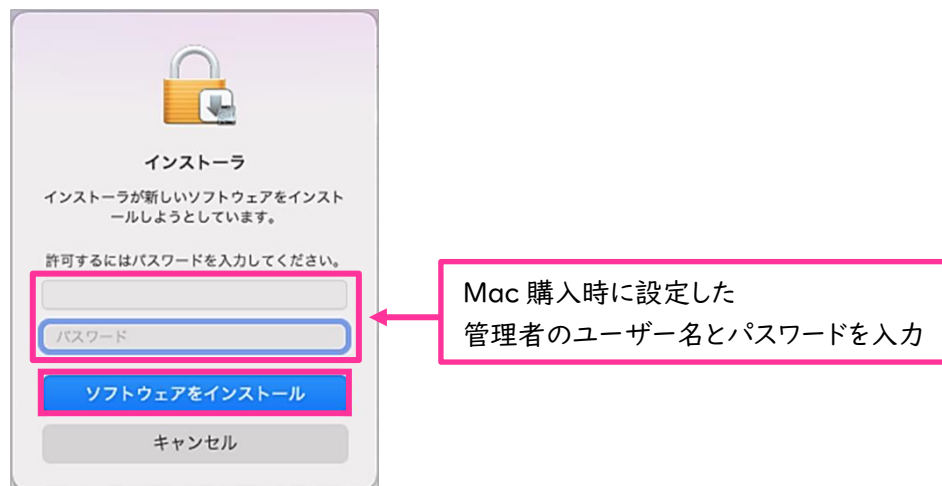 インストーラ
インストーラが新しいソフトウェアをインスト
ールしようとしています。
許可するにはパスワードを入力してください。
パスワード
ソフトウェアをインストール
キャンセル
Mac 購入時に設定した
管理者のユーザー名とパスワードを入力